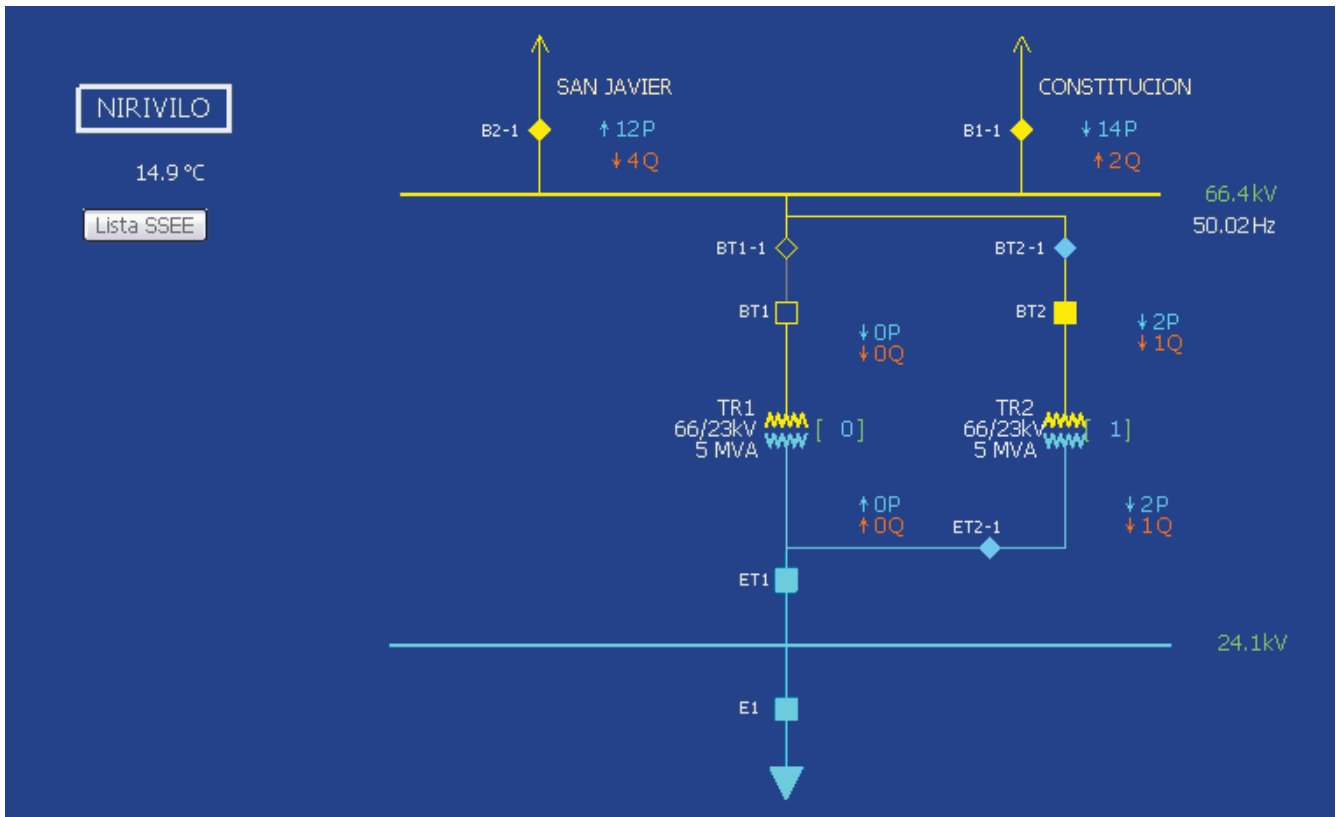 SAN JAVIER
CONSTITUCION
NIRIVILO
B2-1
↑12P
↓4Q
B1-1
↓14P
↑2Q
14.9 °C
66.4kV
Lista SSEE
50.02Hz
BT1-1
BT2-1
BT1
↓0P
↓0Q
BT2
↓2P
↓1Q
TR1
66/23kV
5 MVA
[ 0]
TR2
66/23kV
5 MVA
[ 1]
↑0P
↑0Q
↓2P
↓1Q
ET2-1
ET1
24.1kV
E1